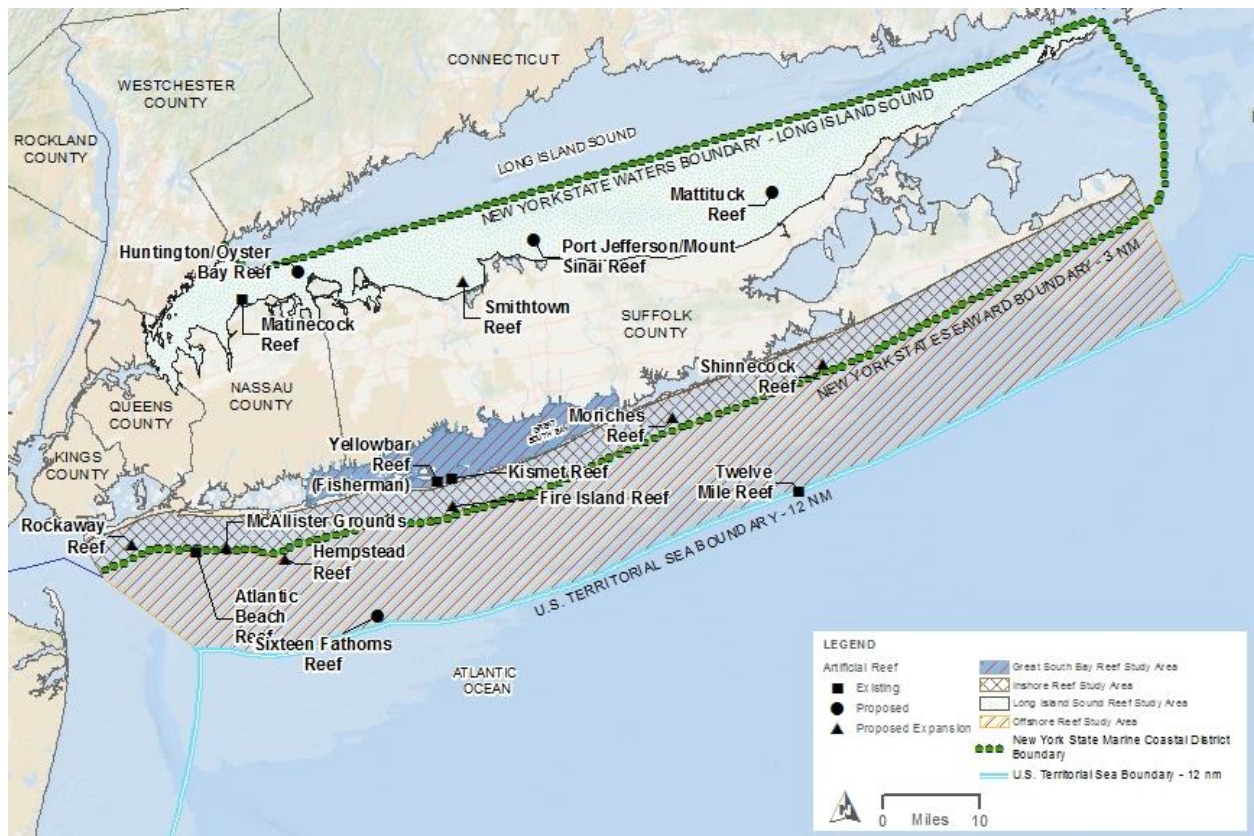 CONNECTICUT
WESTCHESTER
COUNTY
ROCKLAND
COUNTY
LONG ISLAND SOUND
NEW YORK STATE WATERS BOUNDARY - LONG ISLAND SOUND
Mattituck
Reef
Huntington/Oyster
Bay Reef
Port Jefferson/Mount
Sinai Reef
Matinecock
Reef
Smithtown
Reef
SUFFOLK
COUNTY
NASSAU
COUNTY
QUEENS
COUNTY
KINGS
COUNTY
Shinnecock
Reef
NEW YORK STATE SEAWARD BOUNDARY - 3 NM
GREAT
SOUTH BAY
Moriches
Reef
Yellowbar
Reef
(Fisherman)
Kismet Reef
Fire Island Reef
Twelve
Mile Reef
McAllister Grounds
Rockaway
Reef
Hempstead
Reef
Atlantic
Beach
Reef
Sixteen Fathoms
Reef
U.S. TERRITORIAL SEA BOUNDARY - 12 NM
ATLANTIC
OCEAN
LEGEND
Artificial Reef
Existing
Proposed
Proposed Expansion
Great South Bay Reef Study Area
Inshore Reef Study Area
Long Island Sound Reef Study Area
Offshore Reef Study Area
New York State Marine Coastal District
Boundary
U.S. Territorial Sea Boundary - 12 nm
0 Miles 10